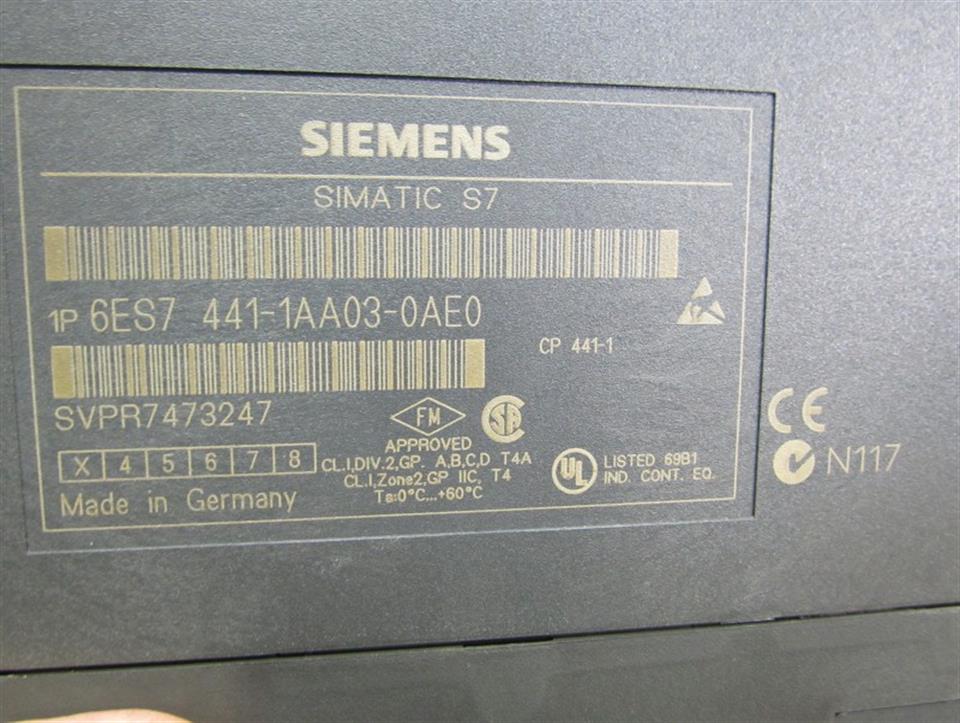 SIEMENS
SIMATIC S7
1P 6ES7 441-1AA03-0AE0
CP 441-1
SVPR7473247
FM
APPROVED
SA
X 4 5 6 7 8
CL.I,DIV.2,GP. A,B,C,D T4A
CL.I,Zone2,GP IIC, T4
Ta:0°C...+60°C
UL
LISTED 69B1
IND. CONT. EQ.
Made in Germany
CE
N117